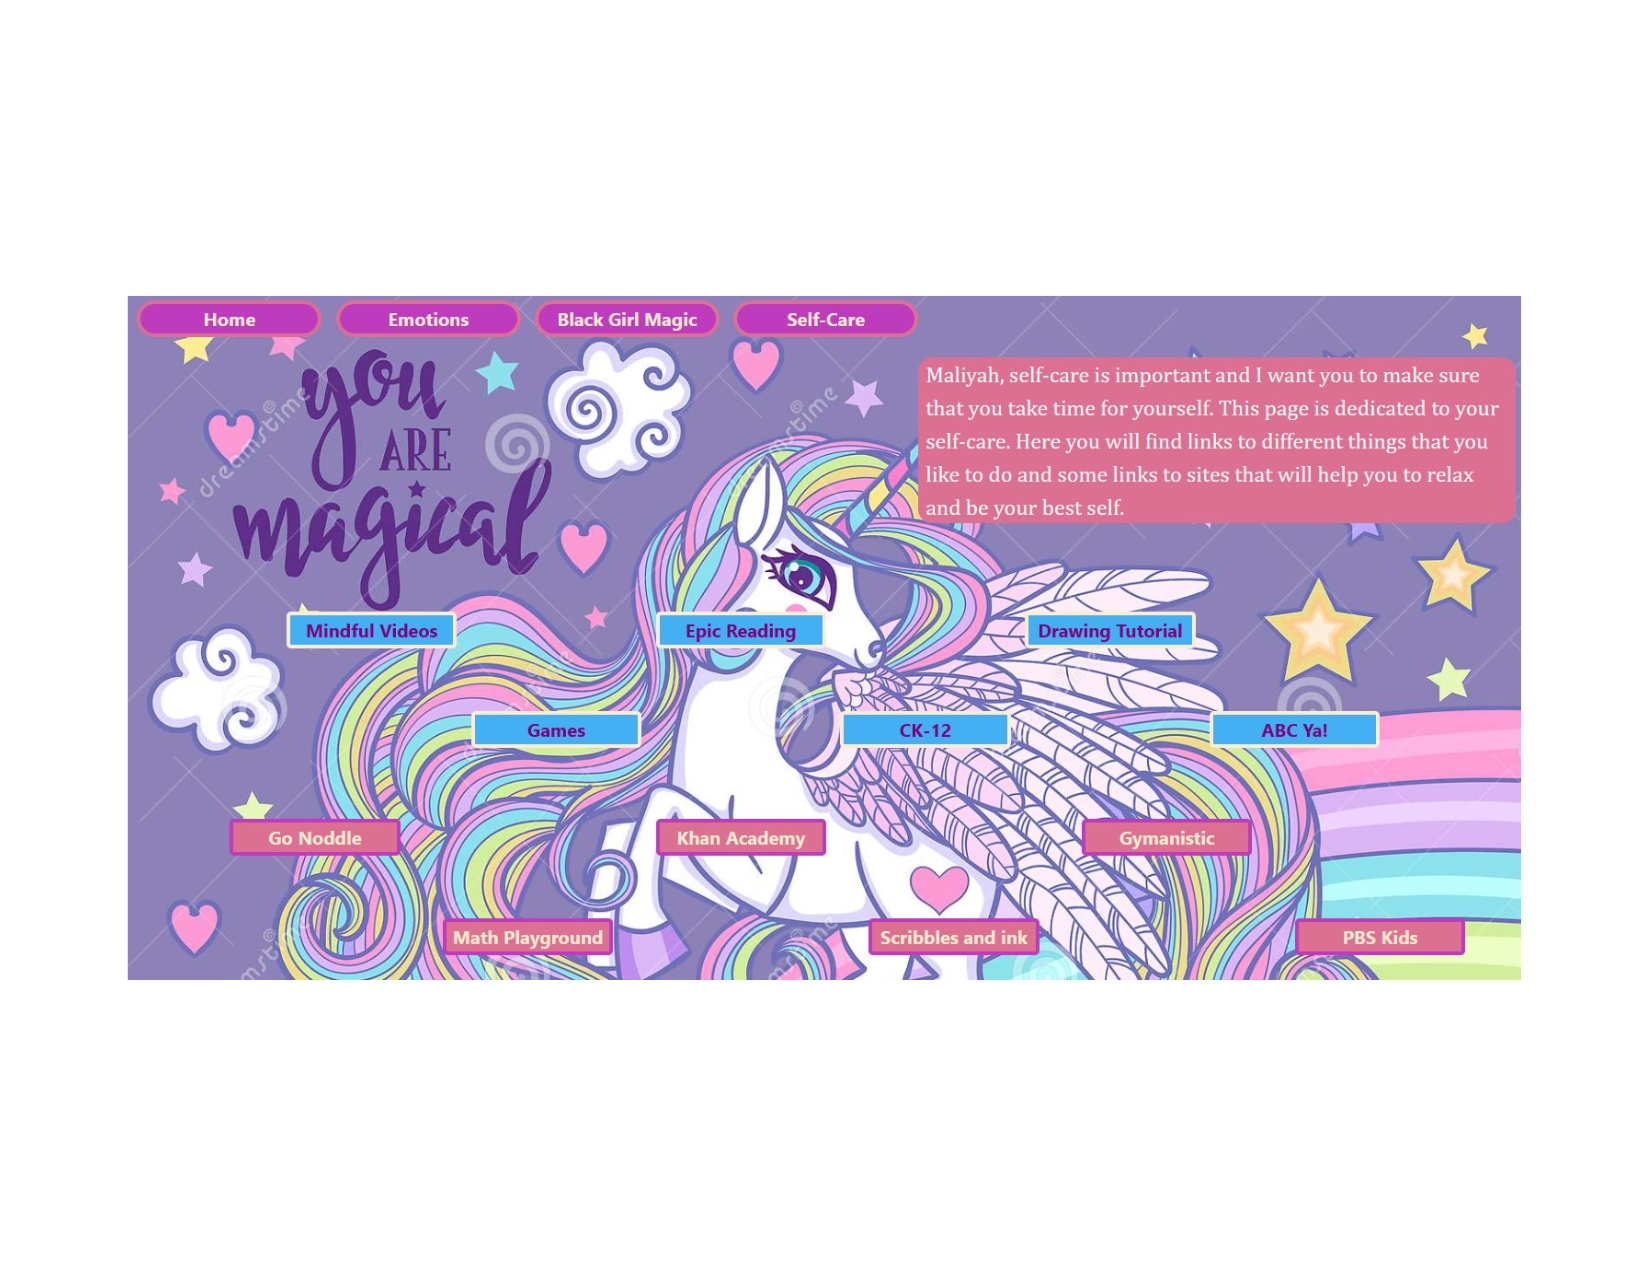 Home
Emotions
Black Girl Magic
Self-Care
you
ARE
magical
Maliyah, self-care is important and I want you to make sure
that you take time for yourself. This page is dedicated to your
self-care. Here you will find links to different things that you
like to do and some links to sites that will help you to relax
and be your best self.
Mindful Videos
Epic Reading
Drawing Tutorial
Games
CK-12
ABC Ya!
Go Noddle
Khan Academy
Gymanistic
Math Playground
Scribbles and ink
PBS Kids
dreamstime
dreamstime